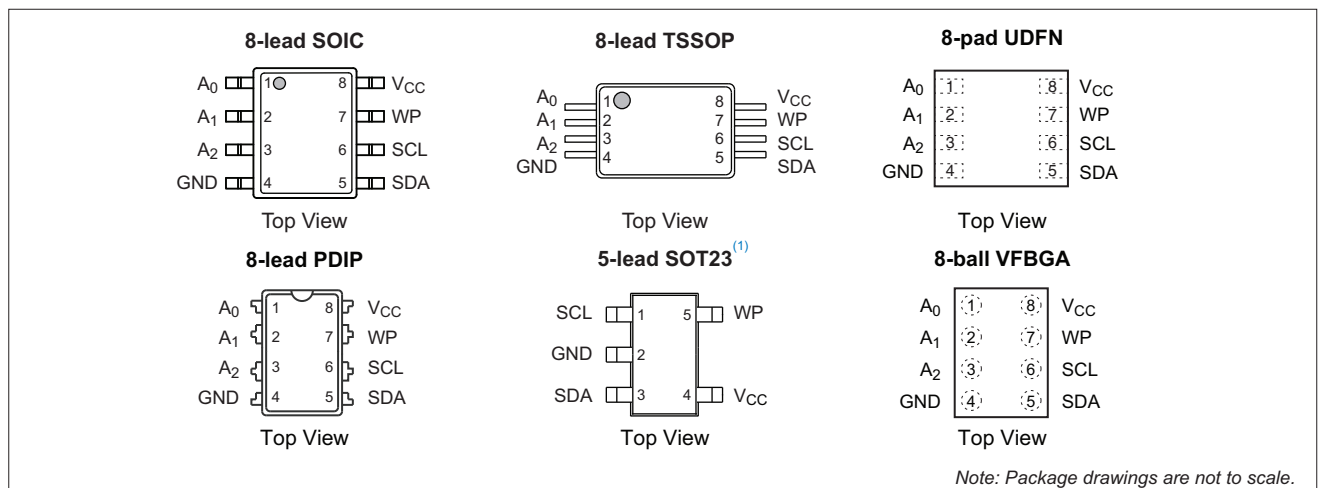 8-lead SOIC
A0 1 8 VCC
A1 2 7 WP
A2 3 6 SCL
GND 4 5 SDA
Top View
8-lead TSSOP
A0 1 8 VCC
A1 2 7 WP
A2 3 6 SCL
GND 4 5 SDA
Top View
8-pad UDFN
A0 1 8 VCC
A1 2 7 WP
A2 3 6 SCL
GND 4 5 SDA
Top View
8-lead PDIP
A0 1 8 VCC
A1 2 7 WP
A2 3 6 SCL
GND 4 5 SDA
Top View
5-lead SOT23(1)
SCL 1 5 WP
GND 2
SDA 3 4 VCC
Top View
8-ball VFBGA
A0 1 8 VCC
A1 2 7 WP
A2 3 6 SCL
GND 4 5 SDA
Top View
Note: Package drawings are not to scale.